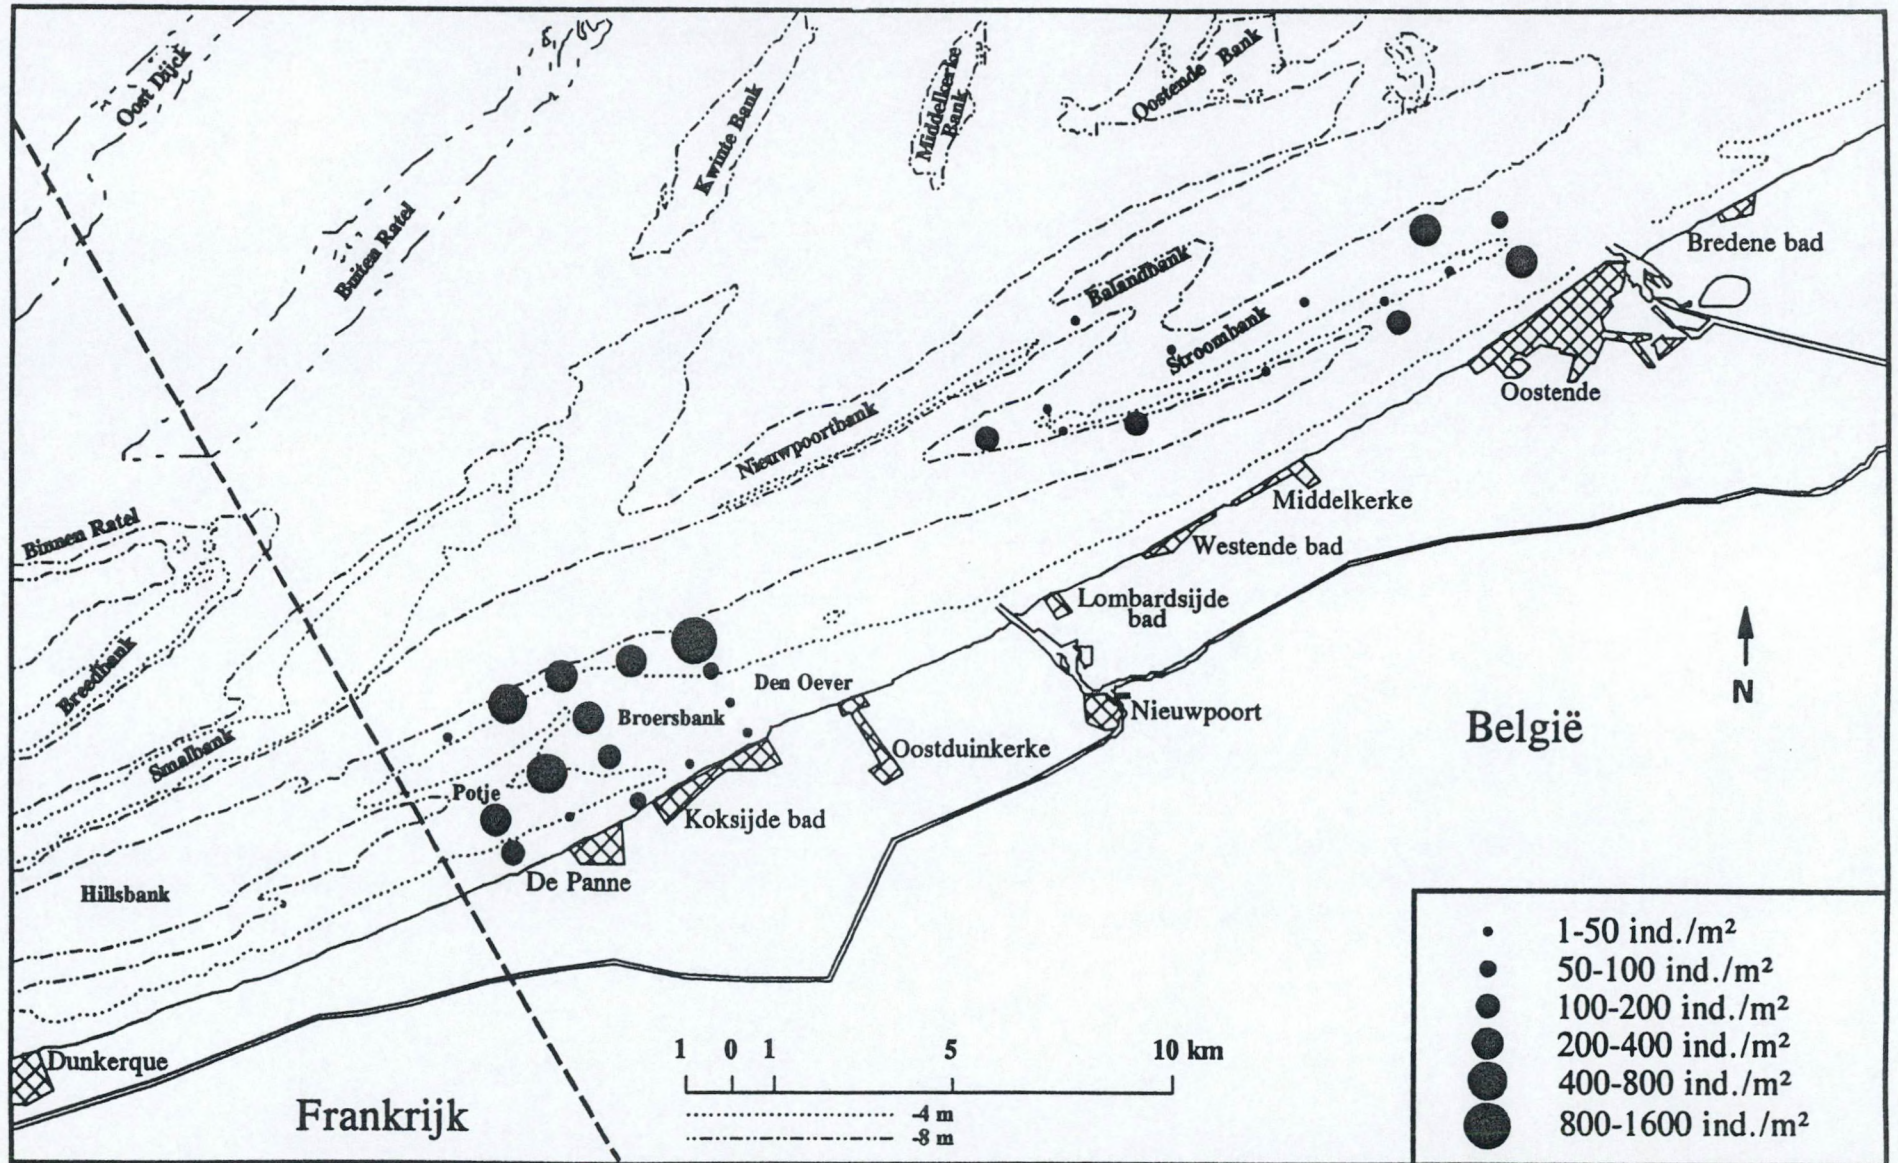 Oost Dijck
Buiten Ratel
Kwinte Bank
Middelkerke
Bank
Oostende Bank
Bredene bad
Balandbank
Stroombank
Oostende
Nieuwpoortbank
Middelkerke
Westende bad
Binnen Ratel
Lombardsijde
bad
Breedbank
Den Oever
Broersbank
Nieuwpoort
N
België
Smalbank
Oostduinkerke
Potje
Koksijde bad
De Panne
Hillsbank
Dunkerque
Frankrijk
1 0 1 5 10 km
-4 m
-8 m
1-50 ind./m²
50-100 ind./m²
100-200 ind./m²
200-400 ind./m²
400-800 ind./m²
800-1600 ind./m²